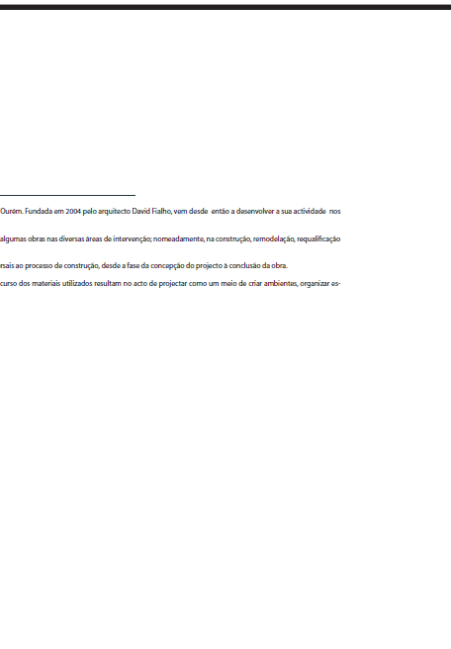 Ourém. Fundada em 2004 pelo arquitecto David Fialho, vem desde então a desenvolver a sua actividade nos
algumas obras nas diversas áreas de intervenção; nomeadamente, na construção, remodelação, requalificação
rsais ao processo de construção, desde a fase da concepção do projecto à conclusão da obra.
curso dos materiais utilizados resultam no acto de projectar como um meio de criar ambientes, organizar es-